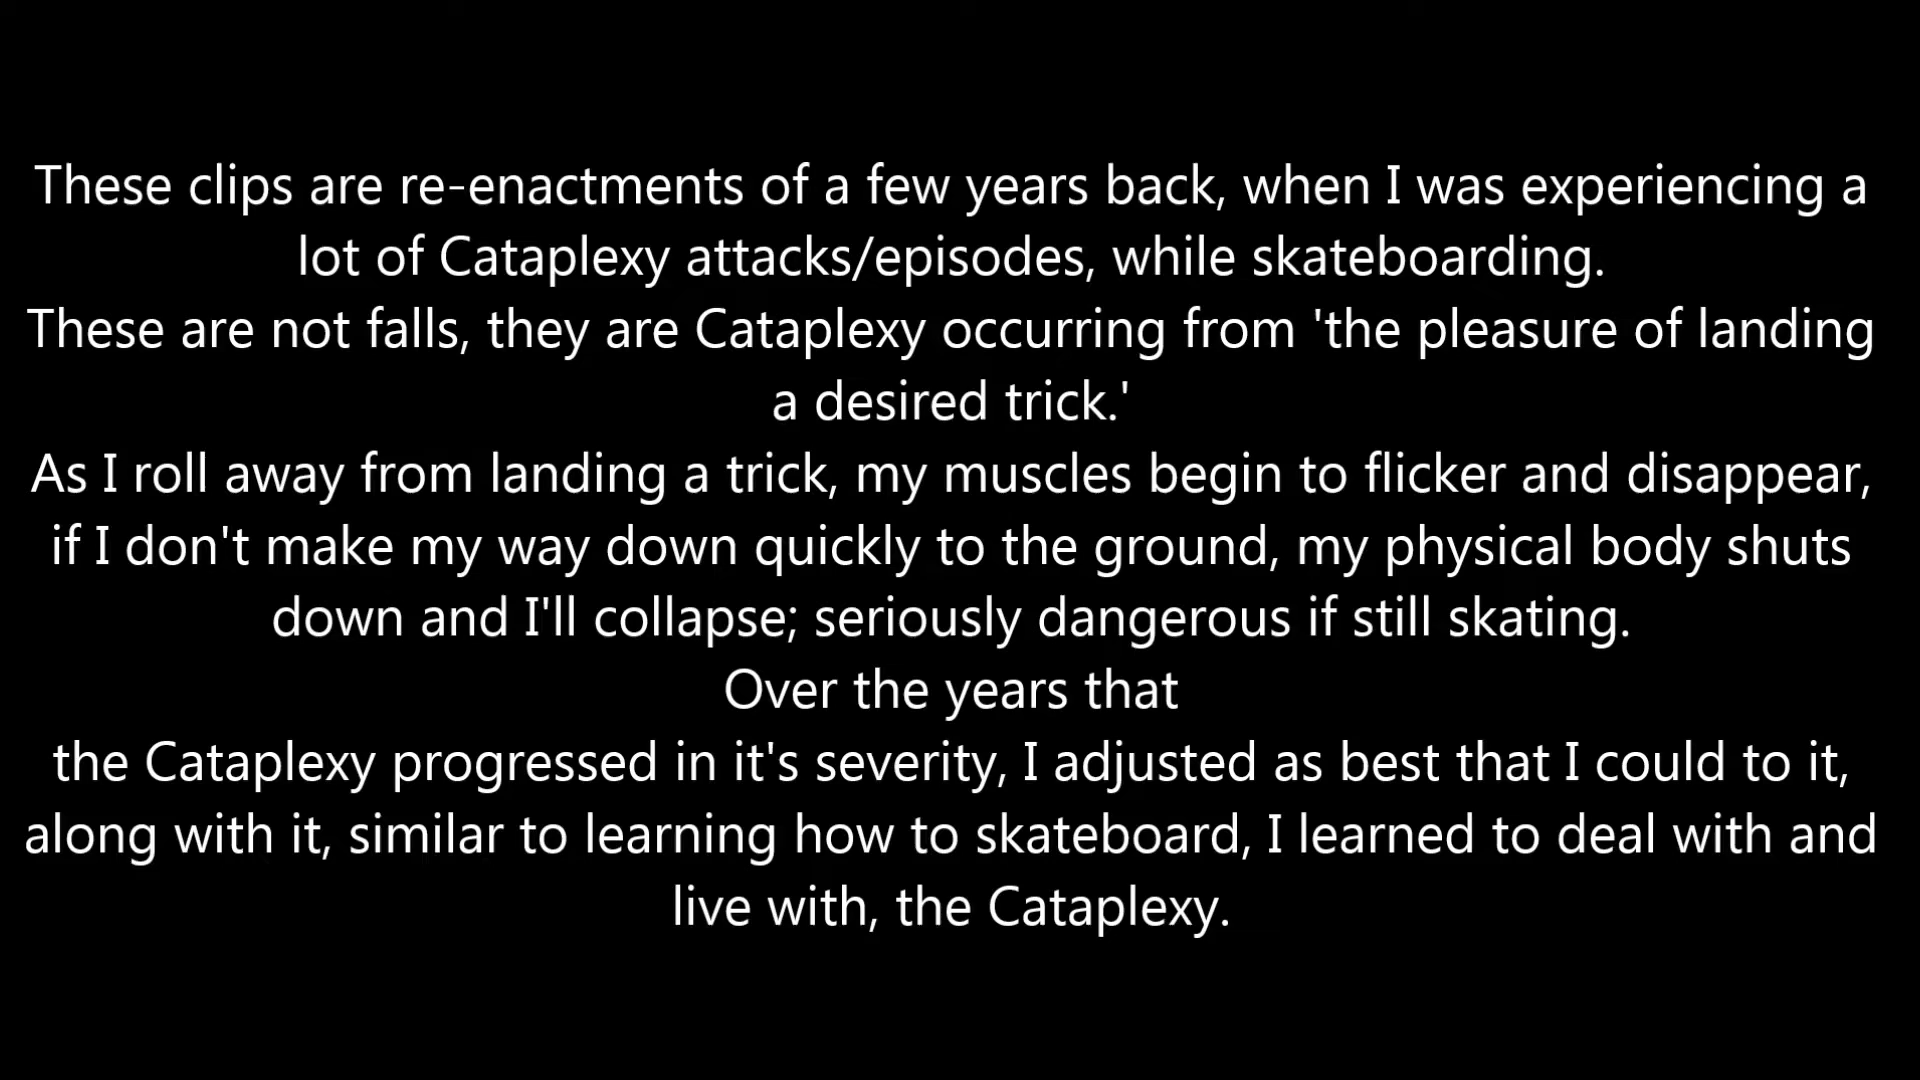 These clips are re-enactments of a few years back, when I was experiencing a
lot of Cataplexy attacks/episodes, while skateboarding.
These are not falls, they are Cataplexy occurring from 'the pleasure of landing
a desired trick.'
As I roll away from landing a trick, my muscles begin to flicker and disappear,
if I don't make my way down quickly to the ground, my physical body shuts
down and I'll collapse; seriously dangerous if still skating.
Over the years that
the Cataplexy progressed in it's severity, I adjusted as best that I could to it,
along with it, similar to learning how to skateboard, I learned to deal with and
live with, the Cataplexy.